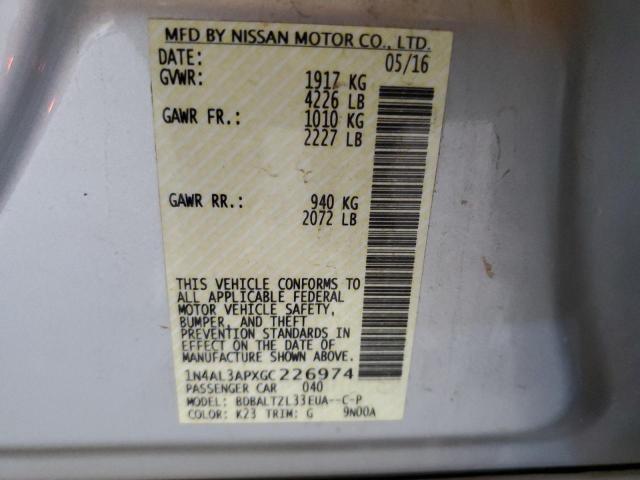 MFD BY NISSAN MOTOR CO., LTD.
DATE: 05/16
GVWR: 1917 KG
4226 LB
GAWR FR.: 1010 KG
2227 LB
GAWR RR.: 940 KG
2072 LB
THIS VEHICLE CONFORMS TO
ALL APPLICABLE FEDERAL
MOTOR VEHICLE SAFETY,
BUMPER, AND THEFT
PREVENTION STANDARDS IN
EFFECT ON THE DATE OF
MANUFACTURE SHOWN ABOVE.
1N4AL3APXGC226974
PASSENGER CAR 040
MODEL: BDBALTZL33EUA--C-P
COLOR: K23 TRIM: G 9N00A